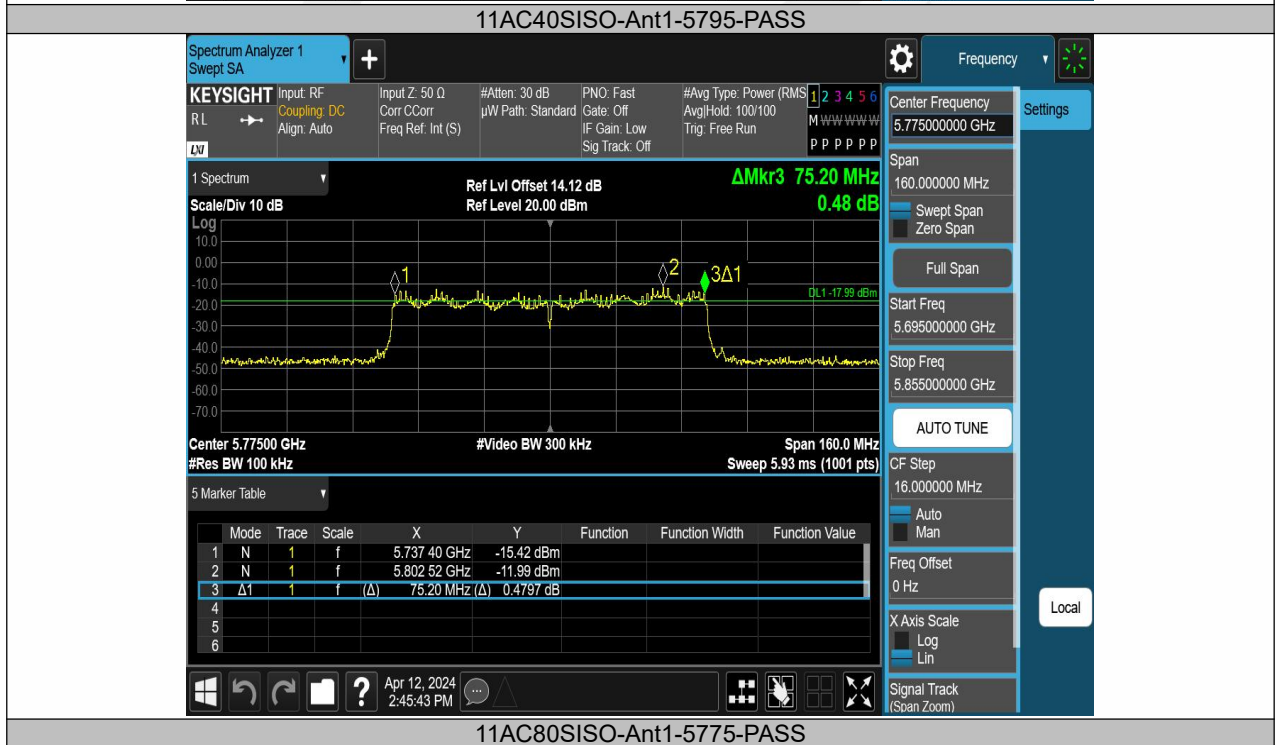 11AC40SISO-Ant1-5795-PASS
Spectrum Analyzer 1
Swept SA
+
Frequency
KEYSIGHT
RL
LXI
Input: RF
Coupling: DC
Align: Auto
Input Z: 50 Ω
Corr CCorr
Freq Ref: Int (S)
#Atten: 30 dB
µW Path: Standard
PNO: Fast
Gate: Off
IF Gain: Low
Sig Track: Off
#Avg Type: Power (RMS
Avg|Hold: 100/100
Trig: Free Run
1 2 3 4 5 6
M W W W W W
P P P P P P
1 Spectrum
Scale/Div 10 dB
Ref Lvl Offset 14.12 dB
Ref Level 20.00 dBm
ΔMkr3 75.20 MHz
0.48 dB
Log
10.0
0.00
-10.0
-20.0
-30.0
-40.0
-50.0
-60.0
-70.0
1
2
3Δ1
DL1 -17.99 dBm
Center 5.77500 GHz
#Video BW 300 kHz
Span 160.0 MHz
#Res BW 100 kHz
Sweep 5.93 ms (1001 pts)
5 Marker Table
Mode Trace Scale X Y Function Function Width Function Value
1 N 1 f 5.737 40 GHz -15.42 dBm
2 N 1 f 5.802 52 GHz -11.99 dBm
3 Δ1 1 f (Δ) 75.20 MHz (Δ) 0.4797 dB
4
5
6
?
Apr 12, 2024
2:45:43 PM
Center Frequency
5.775000000 GHz
Settings
Span
160.000000 MHz
Swept Span
Zero Span
Full Span
Start Freq
5.695000000 GHz
Stop Freq
5.855000000 GHz
AUTO TUNE
CF Step
16.000000 MHz
Auto
Man
Freq Offset
0 Hz
X Axis Scale
Log
Lin
Local
Signal Track
(Span Zoom)
11AC80SISO-Ant1-5775-PASS